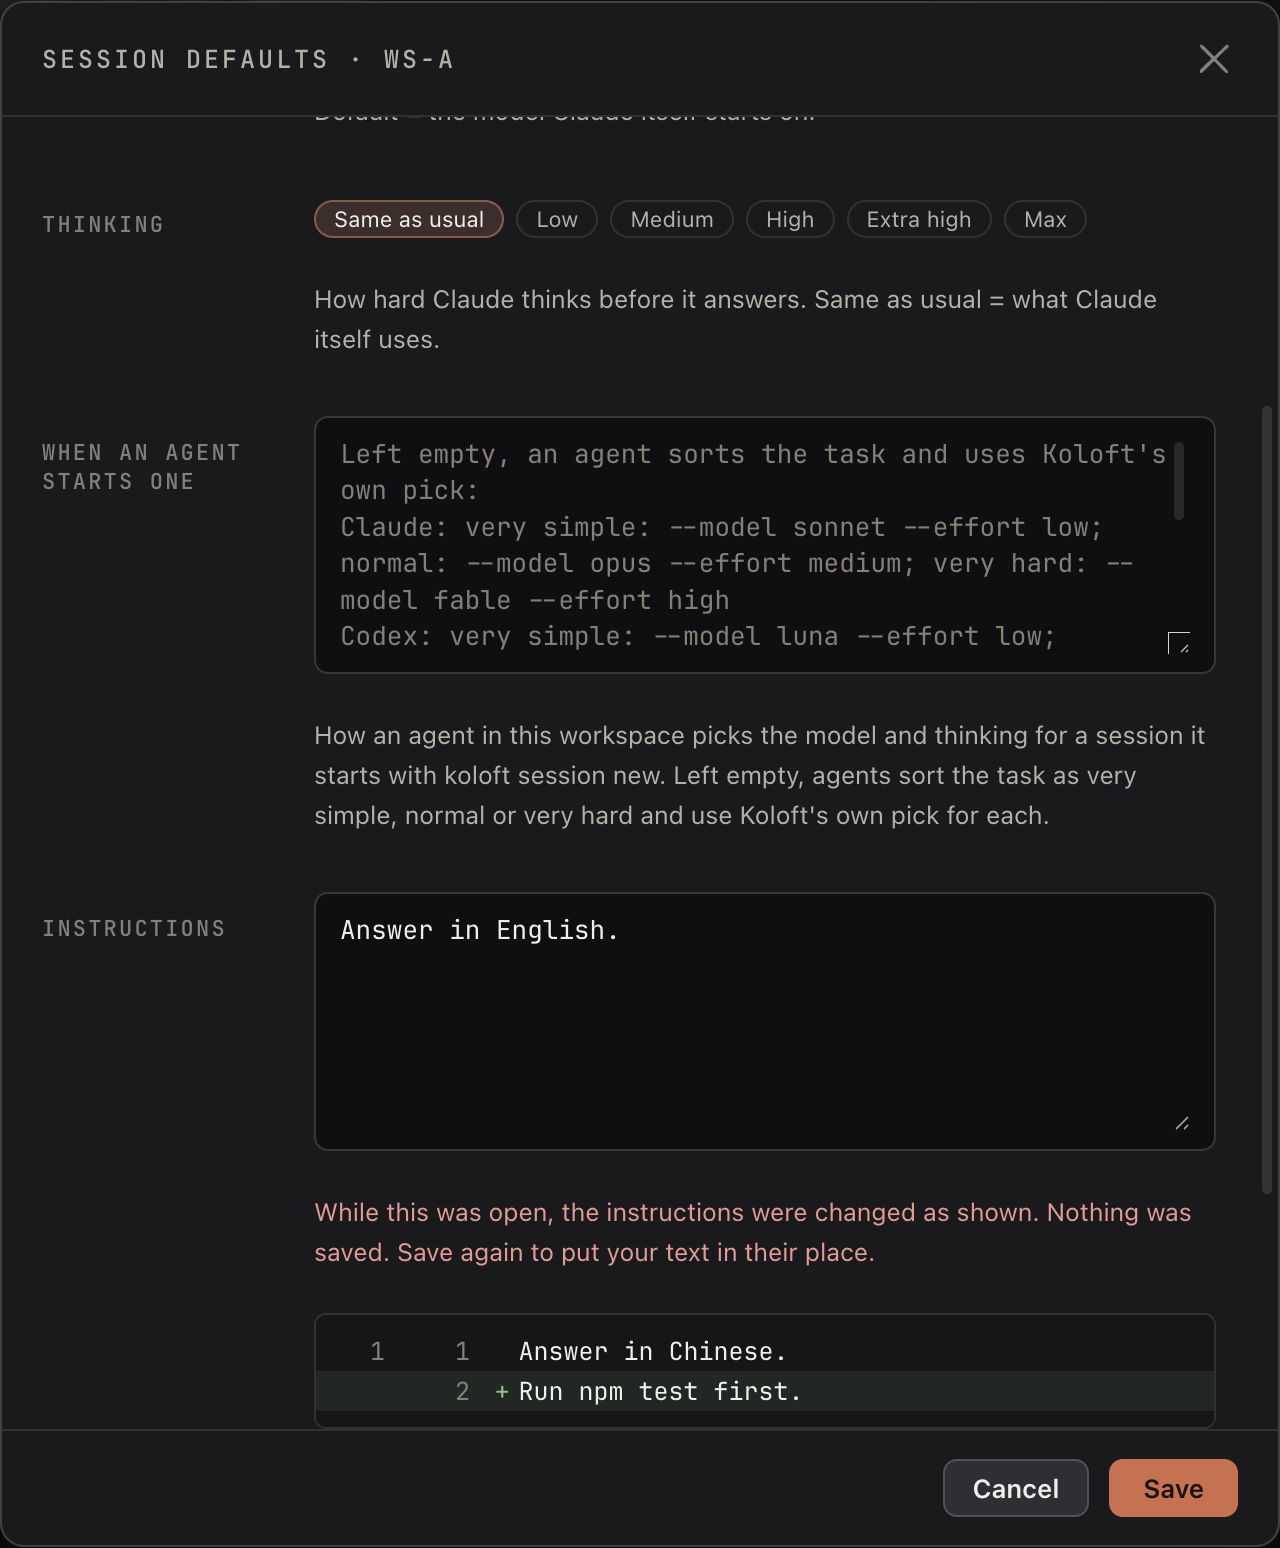 SESSION DEFAULTS · WS-A
Default = the model Claude itself starts on.
THINKING
Same as usual
Low
Medium
High
Extra high
Max
How hard Claude thinks before it answers. Same as usual = what Claude
itself uses.
WHEN AN AGENT
STARTS ONE
Left empty, an agent sorts the task and uses Koloft's
own pick:
Claude: very simple: --model sonnet --effort low;
normal: --model opus --effort medium; very hard: --
model fable --effort high
Codex: very simple: --model luna --effort low;
How an agent in this workspace picks the model and thinking for a session it
starts with koloft session new. Left empty, agents sort the task as very
simple, normal or very hard and use Koloft's own pick for each.
INSTRUCTIONS
Answer in English.
While this was open, the instructions were changed as shown. Nothing was
saved. Save again to put your text in their place.
1 1 Answer in Chinese.
2 + Run npm test first.
Cancel
Save